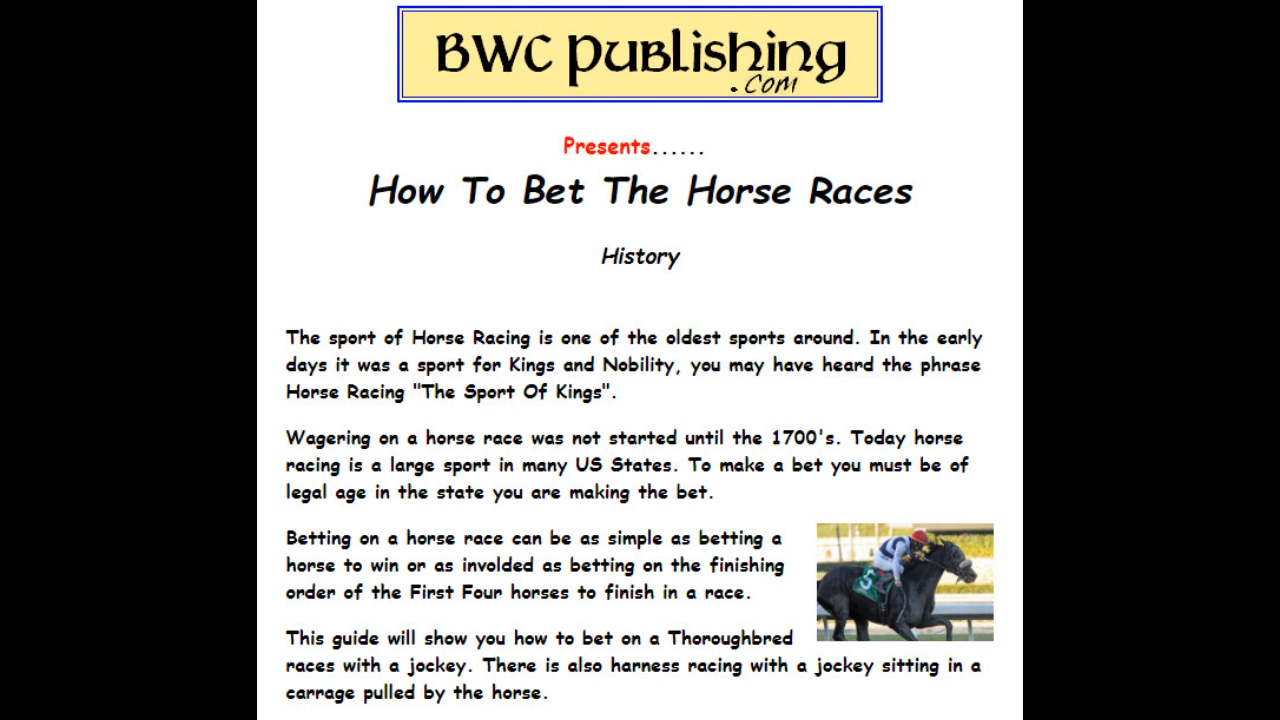 BWC Publishing
.com
Presents......
How To Bet The Horse Races
History
The sport of Horse Racing is one of the oldest sports around. In the early
days it was a sport for Kings and Nobility, you may have heard the phrase
Horse Racing "The Sport Of Kings".
Wagering on a horse race was not started until the 1700's. Today horse
racing is a large sport in many US States. To make a bet you must be of
legal age in the state you are making the bet.
Betting on a horse race can be as simple as betting a
horse to win or as involded as betting on the finishing
order of the First Four horses to finish in a race.
5
This guide will show you how to bet on a Thoroughbred
races with a jockey. There is also harness racing with a jockey sitting in a
carrage pulled by the horse.